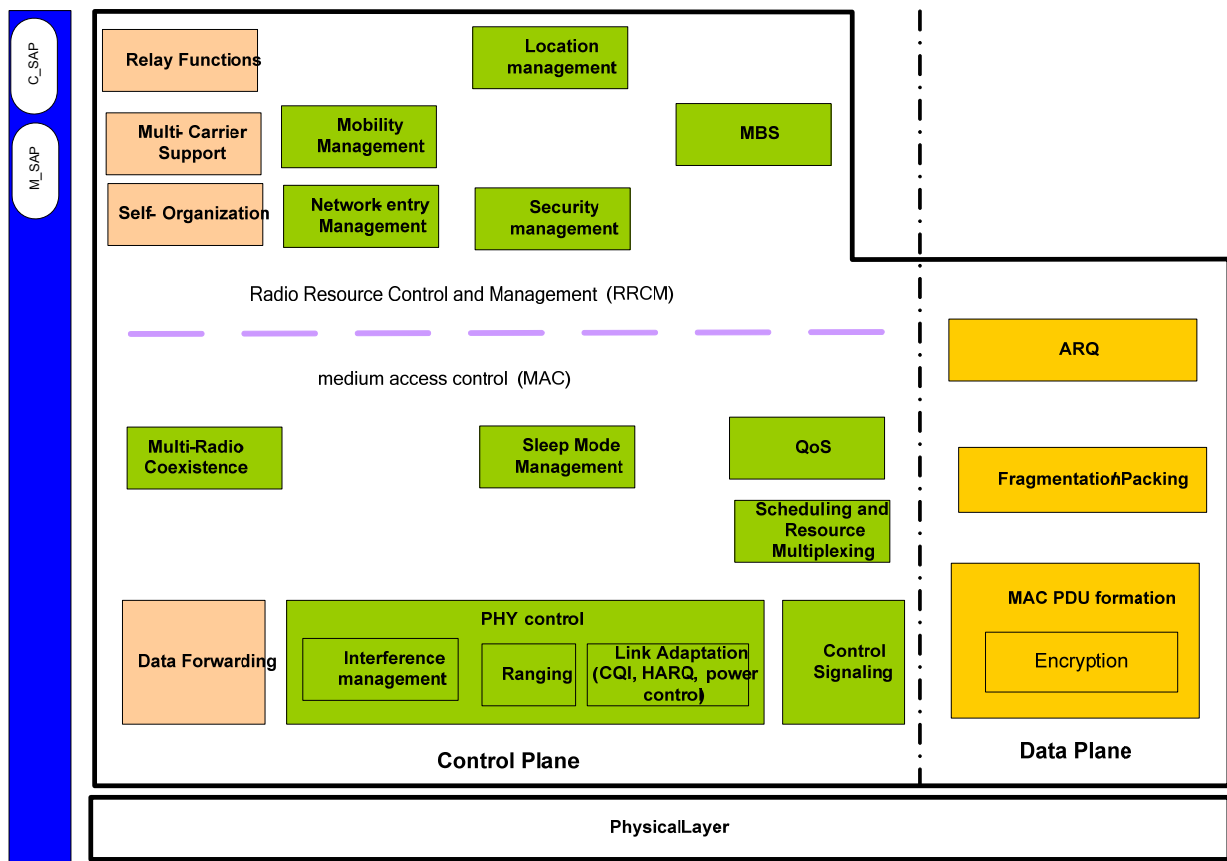 C_SAP
M_SAP
Relay Functions
Location
management
Multi- Carrier
Support
Mobility
Management
MBS
Self- Organization
Network-entry
Management
Security
management
Radio Resource Control and Management (RRCM)
medium access control (MAC)
ARQ
Multi-Radio
Coexistence
Sleep Mode
Management
QoS
Fragmentation/Packing
Scheduling and
Resource
Multiplexing
Data Forwarding
PHY control
Interference
management
Ranging
Link Adaptation
(CQI, HARQ, power
control)
Control
Signaling
MAC PDU formation
Encryption
Control Plane
Data Plane
PhysicalLayer